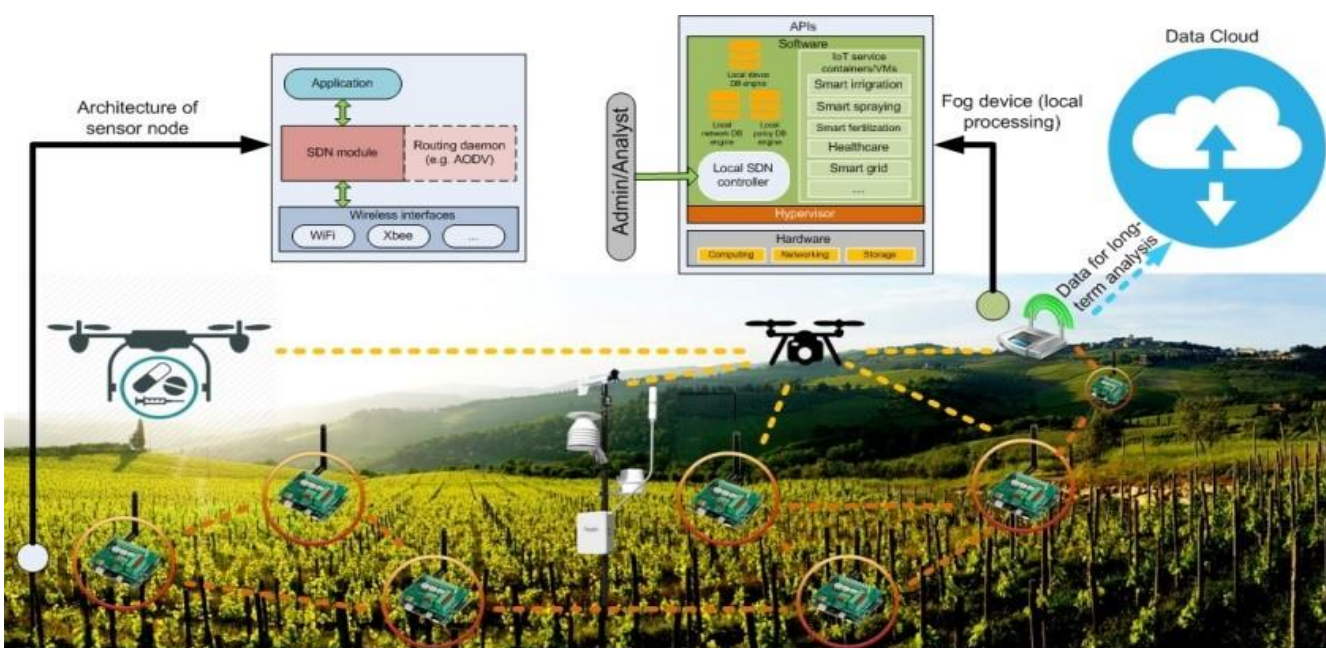 Architecture of
sensor node
Application
SDN module
Routing daemon
(e.g. AODV)
Wireless interfaces
WiFi
Xbee
...
Admin/Analyst
APIs
Software
Local device
DB engine
Local
network DB
engine
Local
policy DB
engine
Local SDN
controller
IoT service
containers/VMs
Smart irrigration
Smart spraying
Smart fertilization
Healthcare
Smart grid
...
Hypervisor
Hardware
Computing
Networking
Storage
Fog device (local
processing)
Data Cloud
Data for long-
term analysis